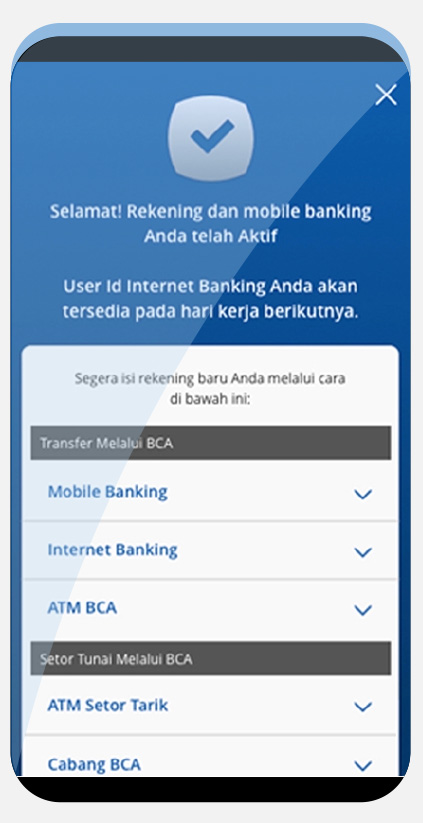 Selamat! Rekening dan mobile banking
Anda telah Aktif
User Id Internet Banking Anda akan
tersedia pada hari kerja berikutnya.
Segera isi rekening baru Anda melalui cara
di bawah ini:
Transfer Melalui BCA
Mobile Banking
Internet Banking
ATM BCA
Setor Tunai Melalui BCA
ATM Setor Tarik
Cabang BCA